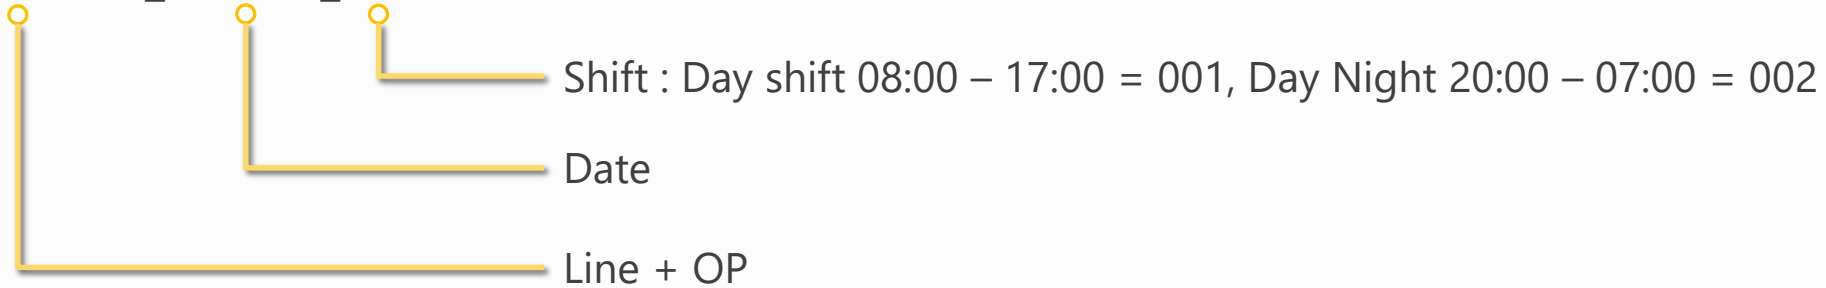 Shift : Day shift 08:00 – 17:00 = 001, Day Night 20:00 – 07:00 = 002
Date
Line + OP